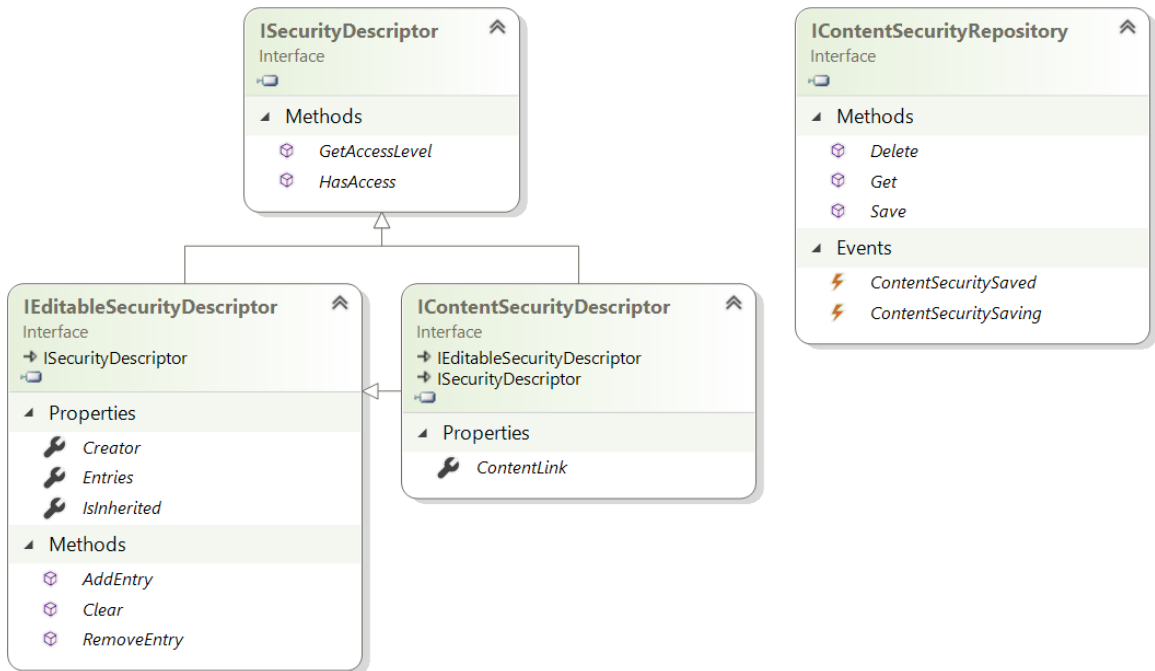 ISecurityDescriptor
Interface
Methods
GetAccessLevel
HasAccess
IContentSecurityRepository
Interface
Methods
Delete
Get
Save
Events
ContentSecuritySaved
ContentSecuritySaving
IEditableSecurityDescriptor
Interface
ISecurityDescriptor
Properties
Creator
Entries
IsInherited
Methods
AddEntry
Clear
RemoveEntry
IContentSecurityDescriptor
Interface
IEditableSecurityDescriptor
ISecurityDescriptor
Properties
ContentLink